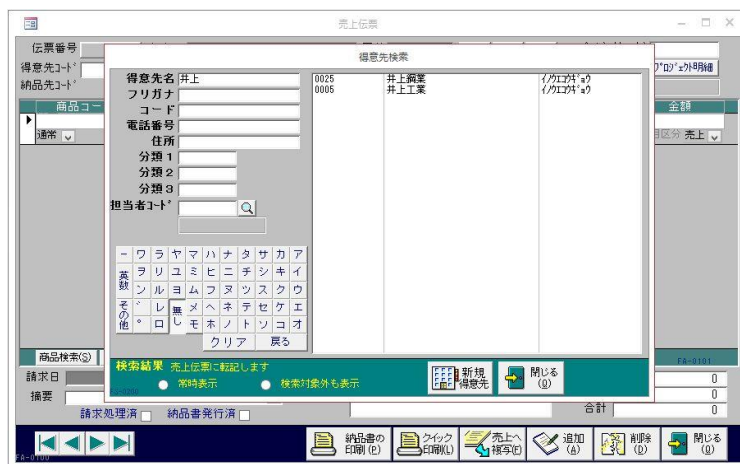 売上伝票
伝票番号
得意先コード
納品先コード
プロジェクト明細
商品コー
金額
通常
区分 売上
得意先検索
得意先名 井上
フリガナ
コード
電話番号
住所
分類1
分類2
分類3
担当者コード
0025 井上鋼業 イノウエコウギョウ
0005 井上工業 イノウエコウギョウ
ー ワ ラ ヤ マ ハ ナ タ サ カ ア
英数 ヲ リ ユ ミ ヒ ニ チ シ キ イ
ン ル ヨ ム フ ヌ ツ ス ク ウ
その他 ゛ レ 無し メ ヘ ネ テ セ ケ エ
゜ ロ モ ホ ノ ト ソ コ オ
クリア 戻る
検索結果 売上伝票に転記します
常時表示 検索対象外も表示
新規得意先
閉じる(Q)
商品検索(S)
FA-0101
請求日
0
摘要
0
請求処理済 納品書発行済
合計 0
納品書の印刷(P)
クイック印刷(L)
売上へ複写(E)
追加(A)
削除(D)
閉じる(Q)
FA-0100